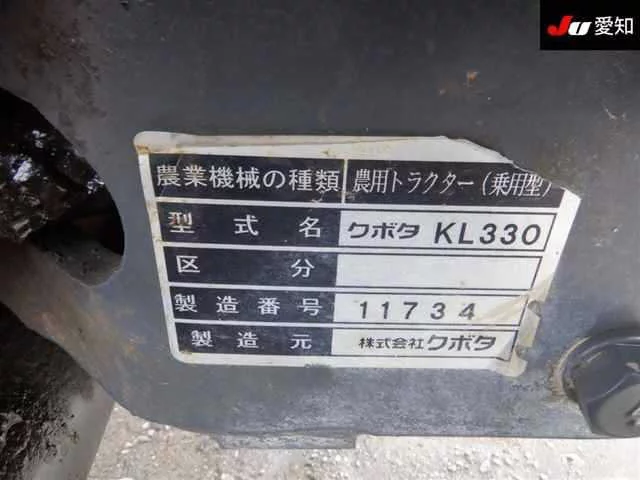 JU 愛知
農業機械の種類 農用トラクター(乗用型)
型式名 クボタ KL330
区分
製造番号 11734
製造元 株式会社クボタ